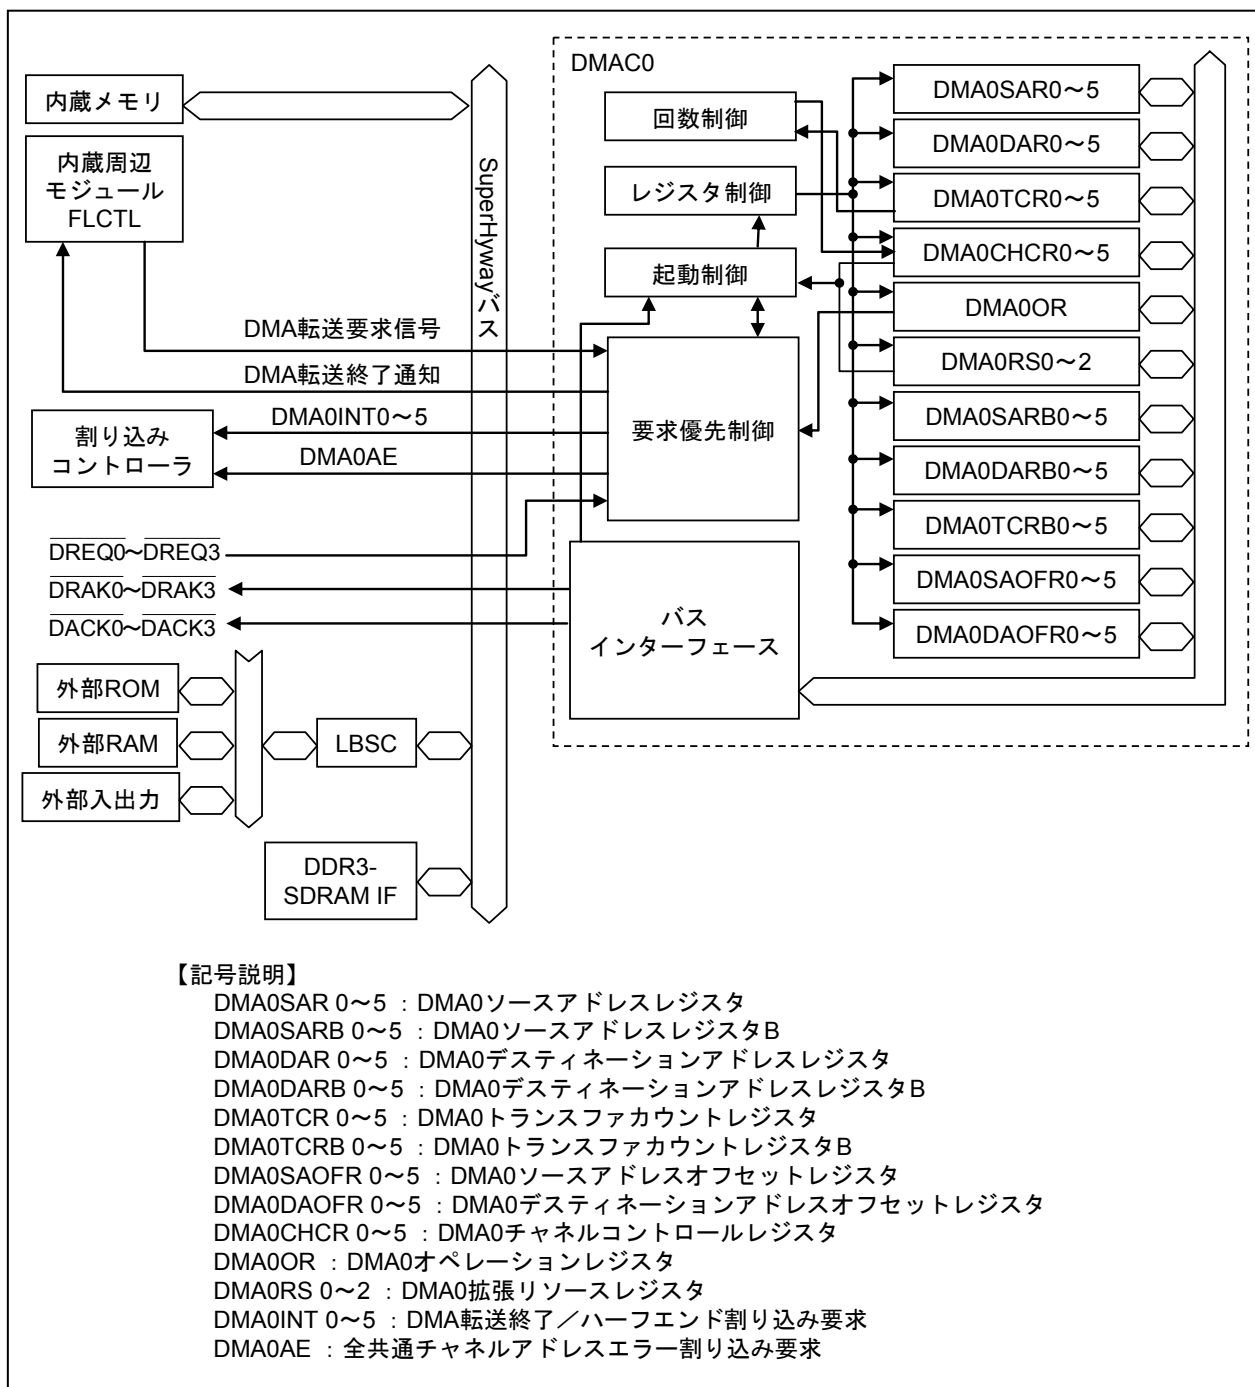 DMAC0
内蔵メモリ
内蔵周辺
モジュール
FLCTL
SuperHywayバス
回数制御
レジスタ制御
起動制御
要求優先制御
バス
インターフェース
DMA0SAR0～5
DMA0DAR0～5
DMA0TCR0～5
DMA0CHCR0～5
DMA0OR
DMA0RS0～2
DMA0SARB0～5
DMA0DARB0～5
DMA0TCRB0～5
DMA0SAOFR0～5
DMA0DAOFR0～5
DMA転送要求信号
DMA転送終了通知
DMA0INT0～5
DMA0AE
割り込み
コントローラ
DREQ0～DREQ3
DRAK0～DRAK3
DACK0～DACK3
外部ROM
外部RAM
外部入出力
LBSC
DDR3-
SDRAM IF
【記号説明】
DMA0SAR 0～5 ：DMA0ソースアドレスレジスタ
DMA0SARB 0～5 ：DMA0ソースアドレスレジスタB
DMA0DAR 0～5 ：DMA0デスティネーションアドレスレジスタ
DMA0DARB 0～5 ：DMA0デスティネーションアドレスレジスタB
DMA0TCR 0～5 ：DMA0トランスファカウントレジスタ
DMA0TCRB 0～5 ：DMA0トランスファカウントレジスタB
DMA0SAOFR 0～5 ：DMA0ソースアドレスオフセットレジスタ
DMA0DAOFR 0～5 ：DMA0デスティネーションアドレスオフセットレジスタ
DMA0CHCR 0～5 ：DMA0チャネルコントロールレジスタ
DMA0OR ：DMA0オペレーションレジスタ
DMA0RS 0～2 ：DMA0拡張リソースレジスタ
DMA0INT 0～5 ：DMA転送終了／ハーフエンド割り込み要求
DMA0AE ：全共通チャネルアドレスエラー割り込み要求